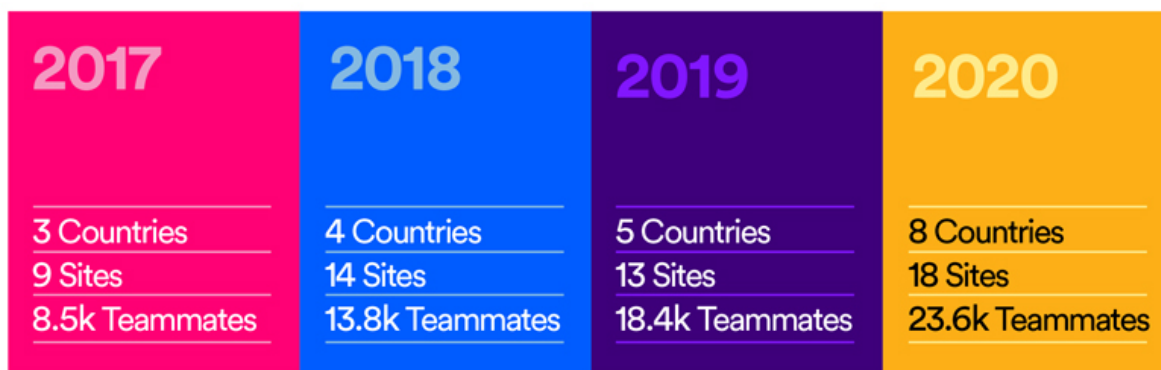 2017
3 Countries
9 Sites
8.5k Teammates
2018
4 Countries
14 Sites
13.8k Teammates
2019
5 Countries
13 Sites
18.4k Teammates
2020
8 Countries
18 Sites
23.6k Teammates